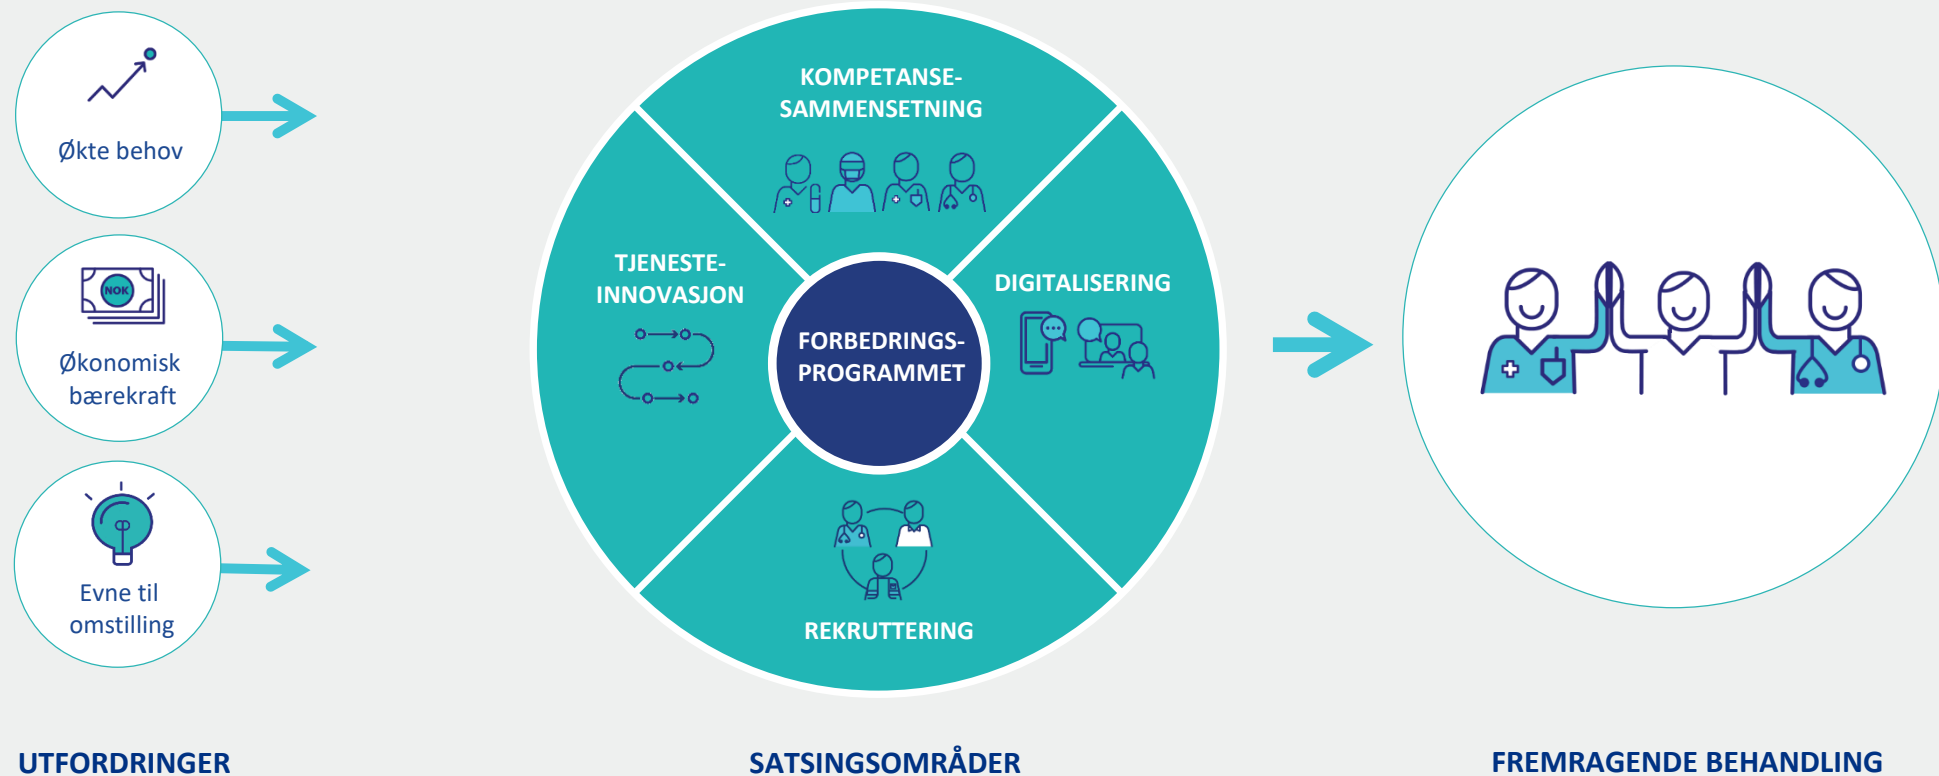 Økte behov
NOK
Økonomisk
bærekraft
Evne til
omstilling
UTFORDRINGER
KOMPETANSE-
SAMMENSETNING
TJENESTE-
INNOVASJON
DIGITALISERING
FORBEDRINGS-
PROGRAMMET
REKRUTTERING
SATSINGSOMRÅDER
FREMRAGENDE BEHANDLING